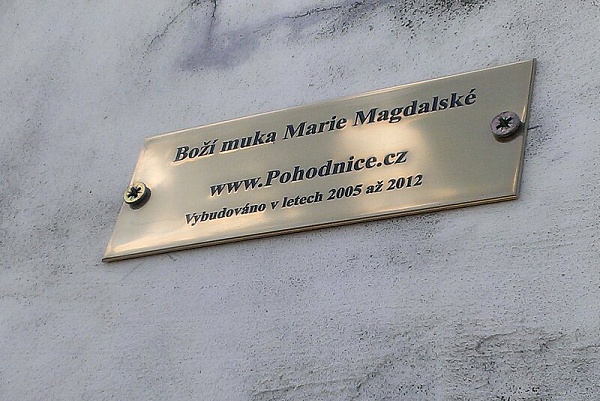 Boží muka Marie Magdalské
www.Pohodnice.cz
Vybudováno v letech 2005 až 2012